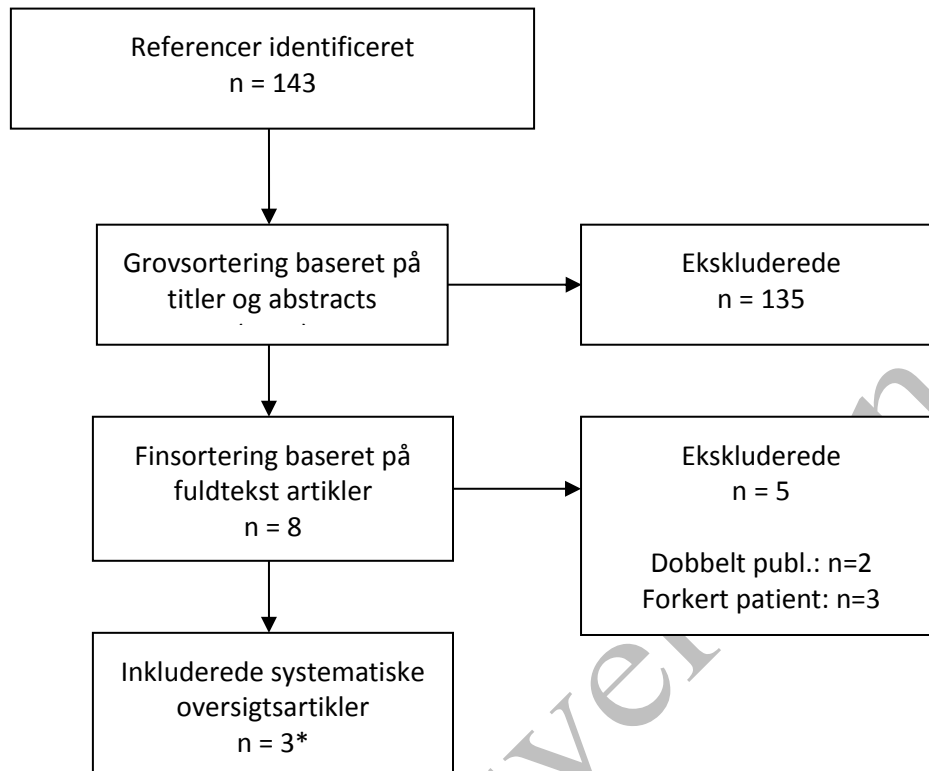 Referencer identificeret
n = 143
Grovsortering baseret på
titler og abstracts
Ekskluderede
n = 135
Finsortering baseret på
fuldtekst artikler
n = 8
Ekskluderede
n = 5
Dobbelt publ.: n=2
Forkert patient: n=3
Inkluderede systematiske
oversigtsartikler
n = 3*